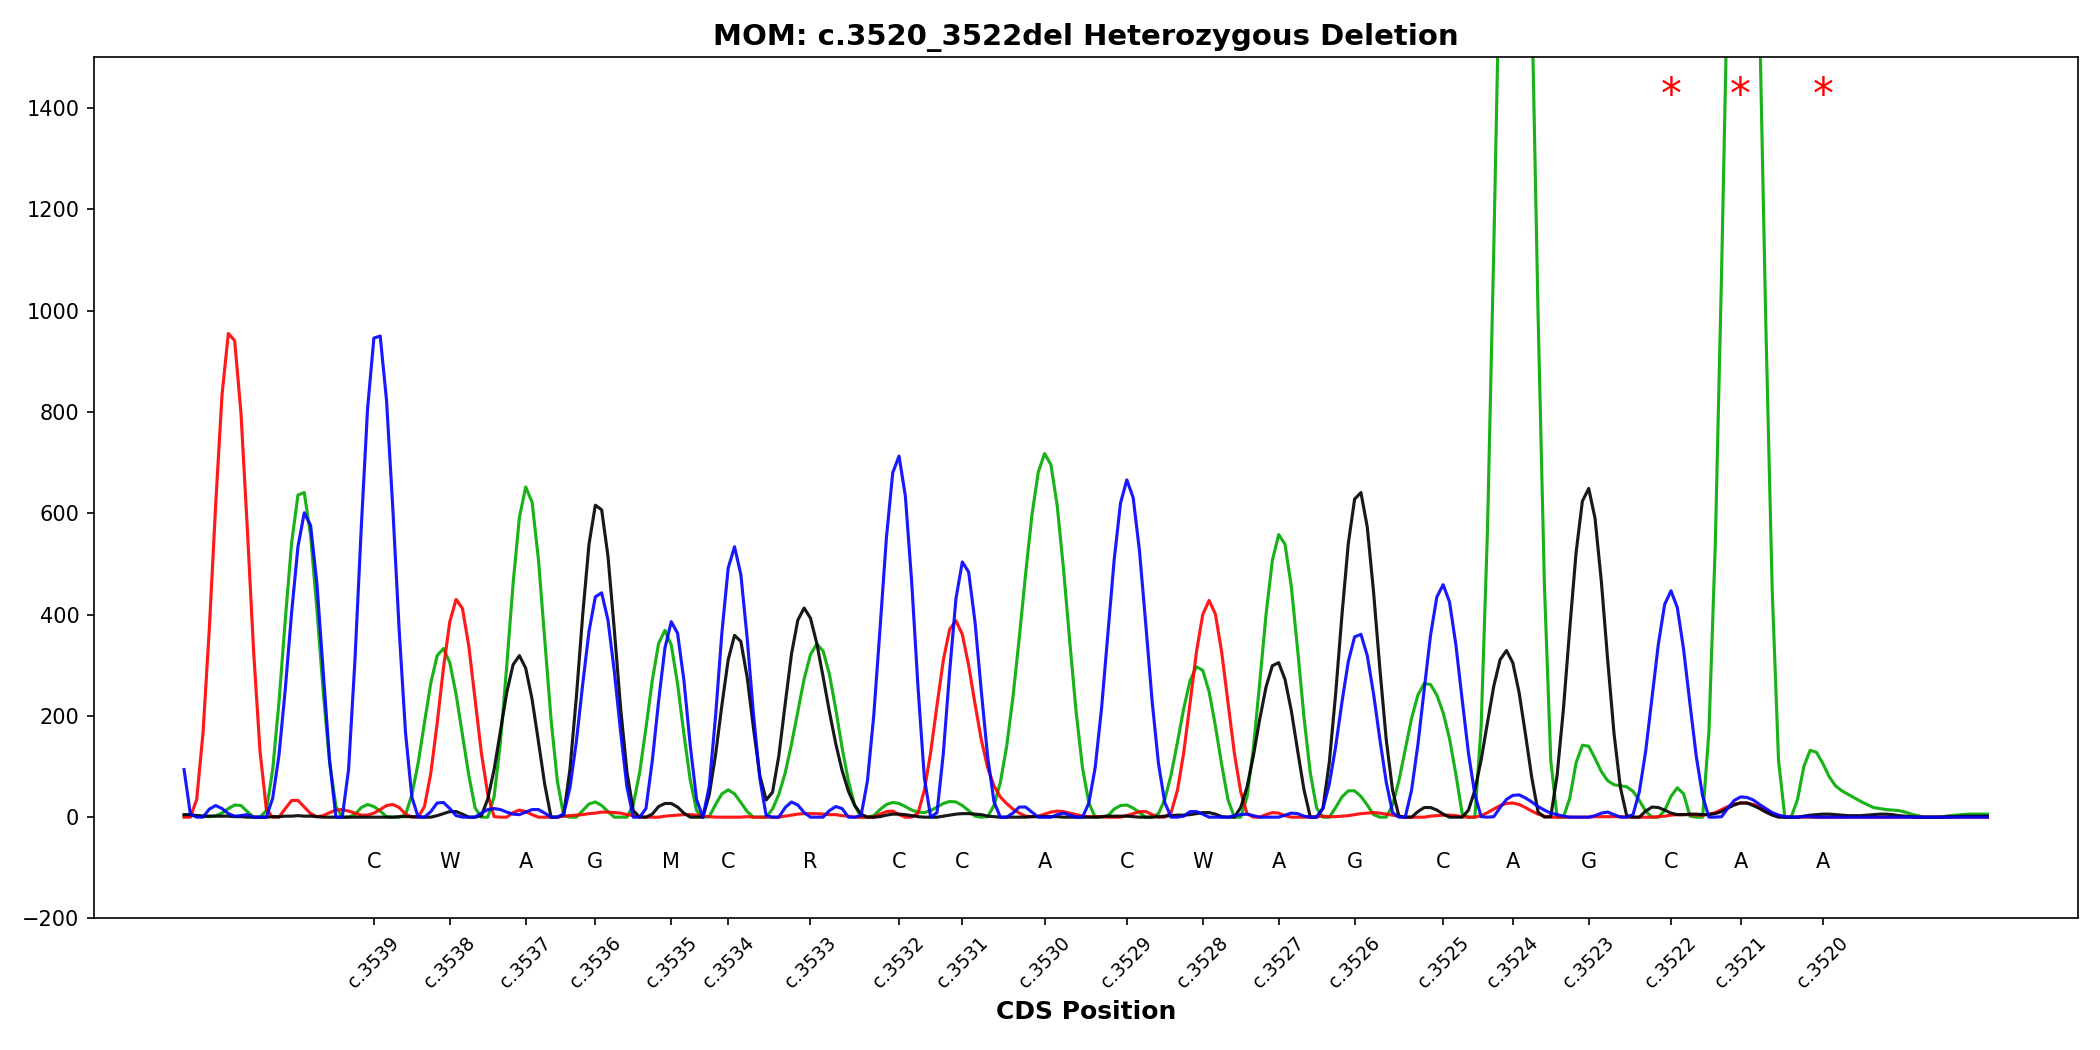 MOM: c.3520_3522del Heterozygous Deletion
1400
1200
1000
800
600
400
200
0
−200
* * *
C W A G M C R C C A C W A G C A G C A A
c.3539 c.3538 c.3537 c.3536 c.3535 c.3534 c.3533 c.3532 c.3531 c.3530 c.3529 c.3528 c.3527 c.3526 c.3525 c.3524 c.3523 c.3522 c.3521 c.3520
CDS Position